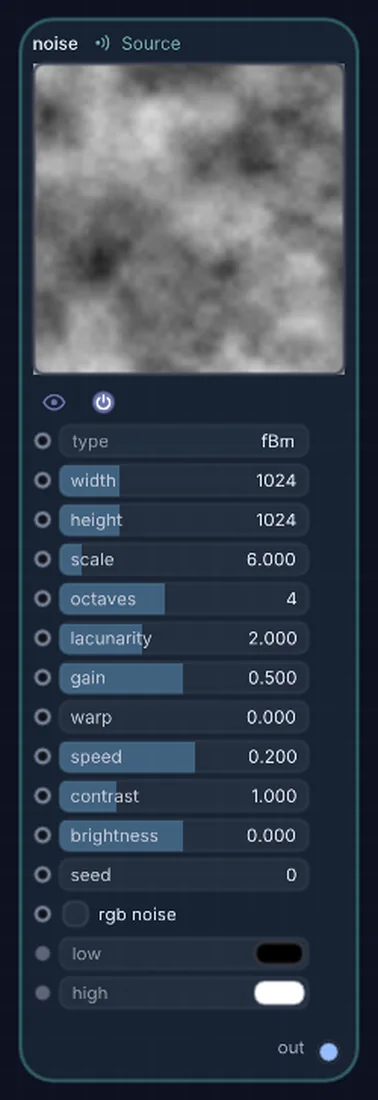 noise Source
type fBm
width 1024
height 1024
scale 6.000
octaves 4
lacunarity 2.000
gain 0.500
warp 0.000
speed 0.200
contrast 1.000
brightness 0.000
seed 0
rgb noise
low
high
out